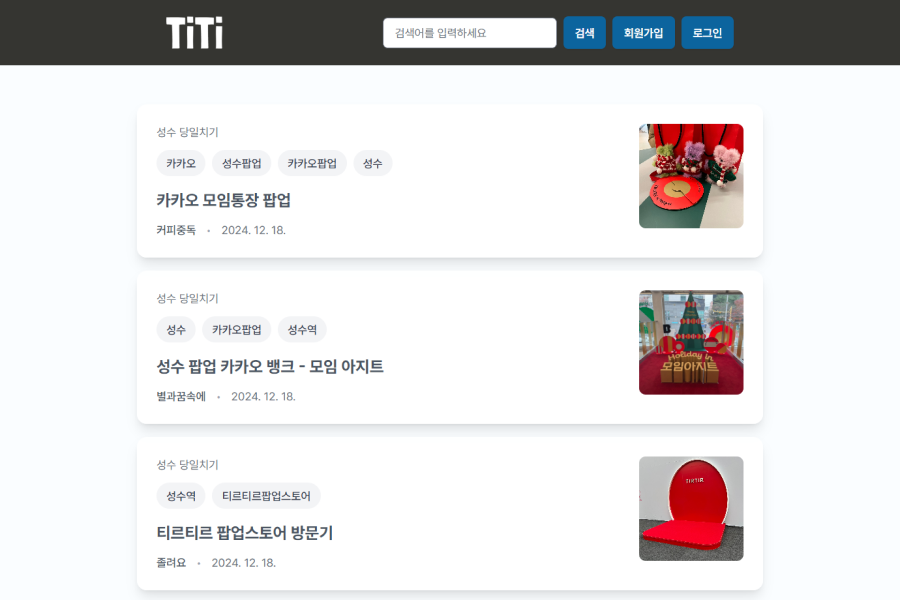 TiTi
검색어를 입력하세요
검색
회원가입
로그인
성수 당일치기
카카오 성수팝업 카카오팝업 성수
카카오 모임통장 팝업
커피중독 • 2024. 12. 18.
성수 당일치기
성수 카카오팝업 성수역
성수 팝업 카카오 뱅크 - 모임 아지트
별과꿈속에 • 2024. 12. 18.
Holiday in
모임아지트
성수 당일치기
성수역 티르티르팝업스토어
티르티르 팝업스토어 방문기
졸려요 • 2024. 12. 18.
TIRTIR